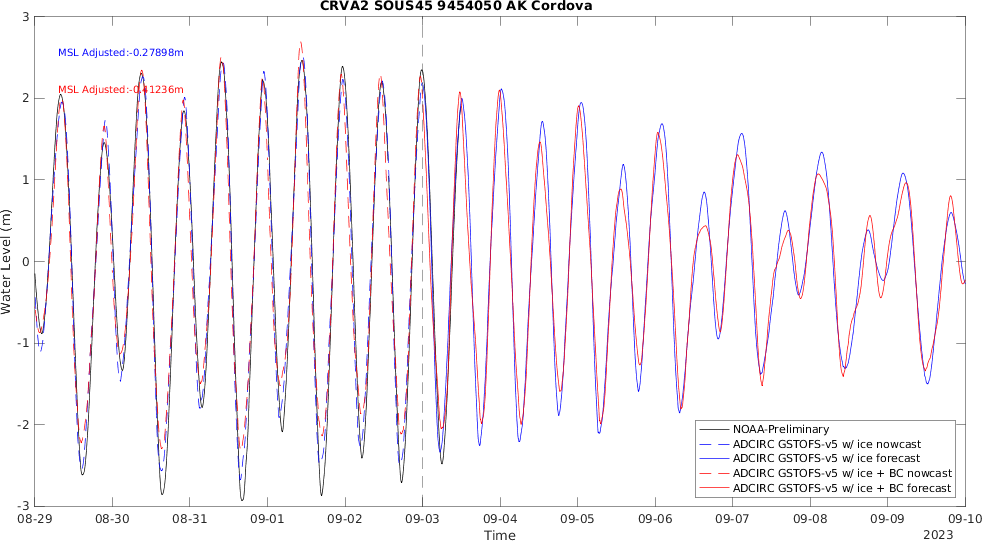 CRVA2 SOUS45 9454050 AK Cordova
MSL Adjusted:-0.27898m
MSL Adjusted:-0.41236m
Water Level (m)
3
2
1
0
-1
-2
-3
NOAA-Preliminary
ADCIRC GSTOFS-v5 w/ ice nowcast
ADCIRC GSTOFS-v5 w/ ice forecast
ADCIRC GSTOFS-v5 w/ ice + BC nowcast
ADCIRC GSTOFS-v5 w/ ice + BC forecast
08-29 08-30 08-31 09-01 09-02 09-03 09-04 09-05 09-06 09-07 09-08 09-09 09-10
Time
2023